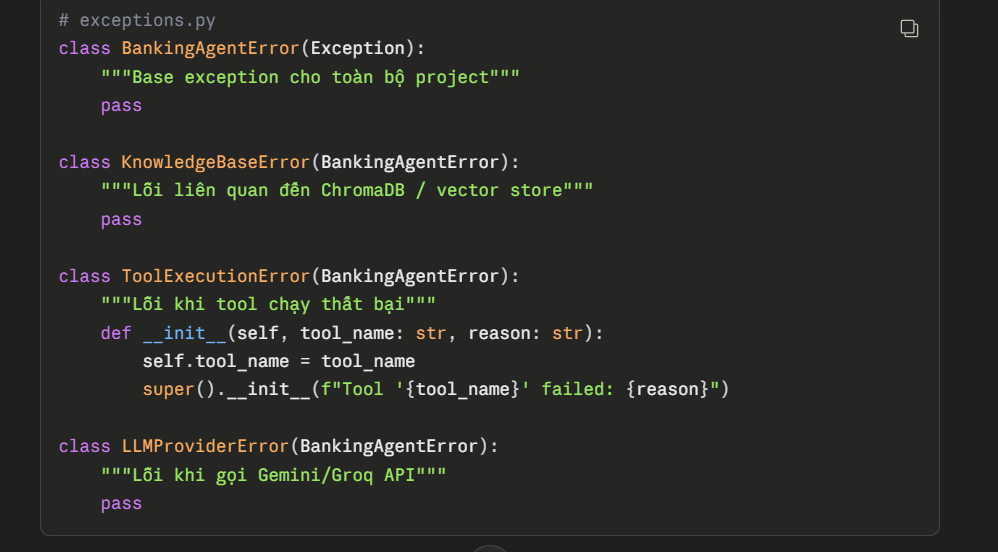 # exceptions.py
class BankingAgentError(Exception):
    """Base exception cho toàn bộ project"""
    pass

class KnowledgeBaseError(BankingAgentError):
    """Lỗi liên quan đến ChromaDB / vector store"""
    pass

class ToolExecutionError(BankingAgentError):
    """Lỗi khi tool chạy thất bại"""
    def __init__(self, tool_name: str, reason: str):
        self.tool_name = tool_name
        super().__init__(f"Tool '{tool_name}' failed: {reason}")

class LLMProviderError(BankingAgentError):
    """Lỗi khi gọi Gemini/Groq API"""
    pass